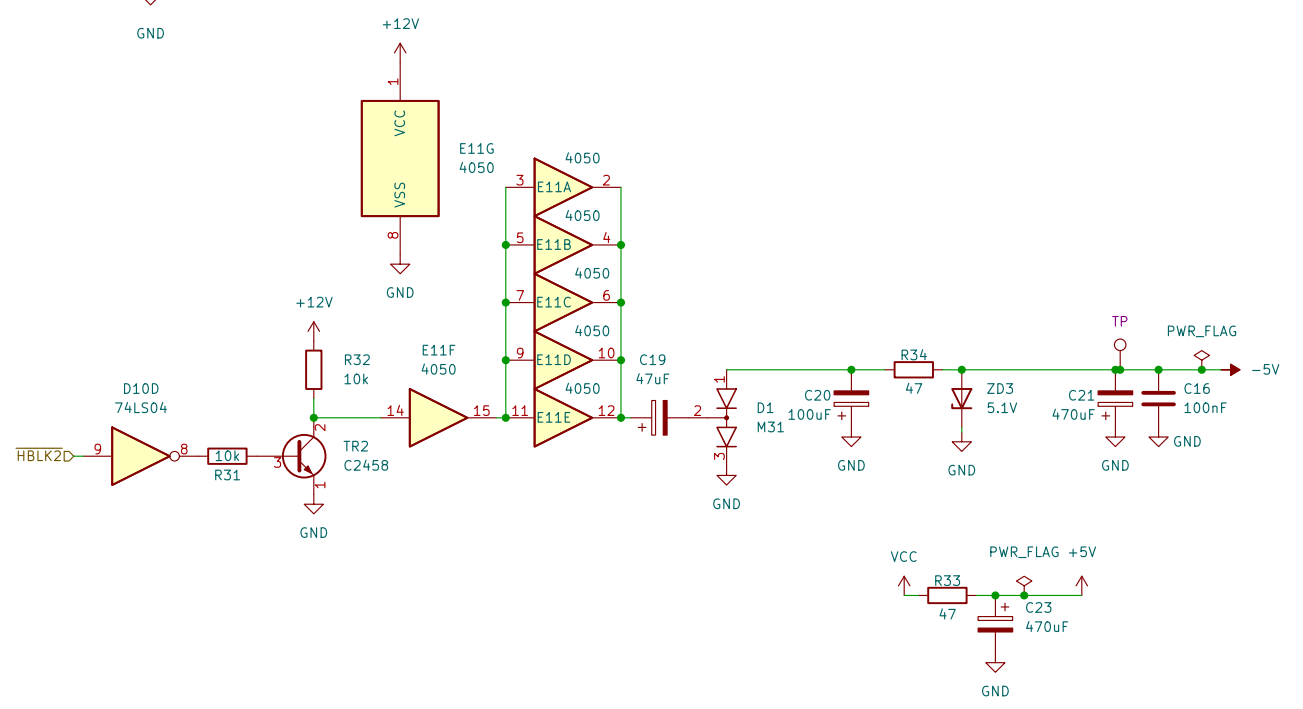 GND
+12V
1
VCC
E11G
4050
VSS
8
GND
4050
3
E11A
2
4050
5
E11B
4
4050
7
E11C
6
4050
9
E11D
10
4050
11
E11E
12
+12V
R32
10k
E11F
4050
14
15
C19
47uF
+
2
D10D
74LS04
HBLK2
9
8
10k
R31
3
2
TR2
C2458
1
GND
1
D1
M31
3
GND
C20
100uF
+
GND
R34
47
ZD3
5.1V
GND
TP
PWR_FLAG
C21
470uF
+
GND
C16
100nF
GND
-5V
VCC
R33
47
PWR_FLAG
+5V
+
C23
470uF
GND